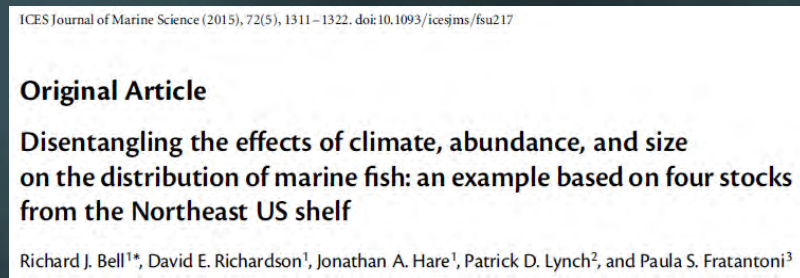 ICES Journal of Marine Science (2015), 72(5), 1311–1322. doi:10.1093/icesjms/fsu217
Original Article
Disentangling the effects of climate, abundance, and size
on the distribution of marine fish: an example based on four stocks
from the Northeast US shelf
Richard J. Bell1*, David E. Richardson1, Jonathan A. Hare1, Patrick D. Lynch2, and Paula S. Fratantoni3